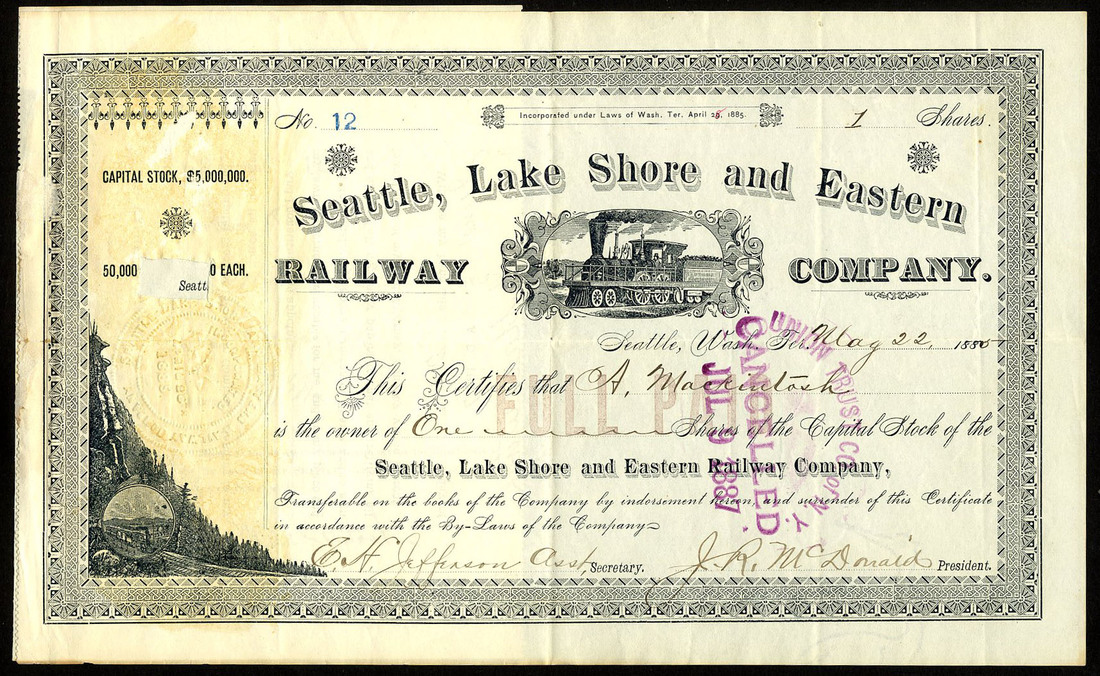 No. 12
Incorporated under Laws of Wash. Ter. April 25, 1885.
1 Shares.
CAPITAL STOCK, $5,000,000.
50,000 0 EACH.
Seatt
Seattle, Lake Shore and Eastern
RAILWAY COMPANY.
Seattle, Wash. Ter. May 22, 1885
This Certifies that A. Mackintosh
is the owner of One Shares of the Capital Stock of the
Seattle, Lake Shore and Eastern Railway Company,
Transferable on the books of the Company by indorsement hereon, and surrender of this Certificate
in accordance with the By-Laws of the Company
E. H. Jefferson Asst, Secretary.
J. R. McDonald President.
FULL PAID
UNION TRUST CO. OF N.Y.
CANCELLED
JUL 9 1887